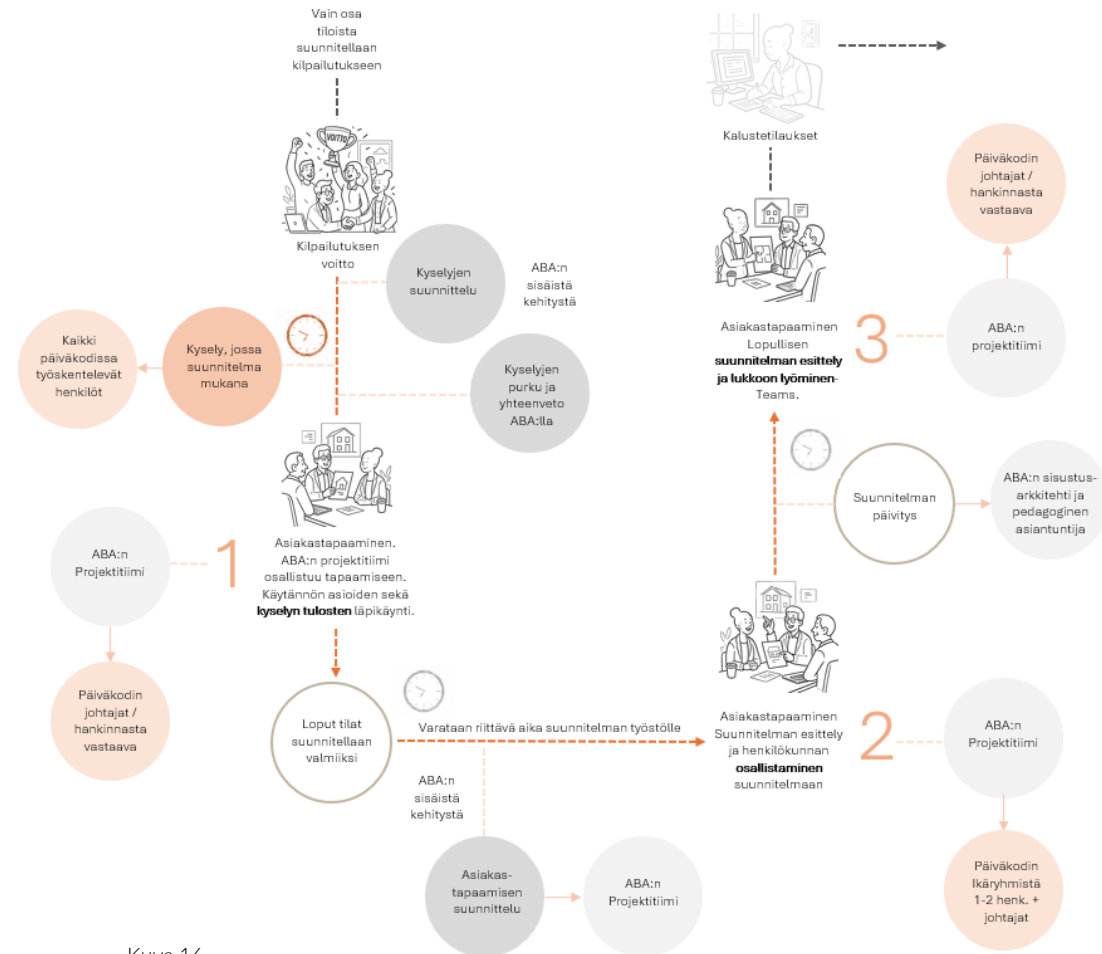 Vain osa
tiloista
suunnitellaan
kilpailutukseen
VOITTO
Kilpailutuksen
voitto
Kyselyjen
suunnittelu
ABA:n
sisäistä
kehitystä
Kaikki
päiväkodissa
työskentelevät
henkilöt
Kysely, jossa
suunnitelma
mukana
Kyselyjen
purku ja
yhteenveto
ABA:lla
ABA:n
Projektitiimi
1
Asiakastapaaminen.
ABA:n projektitiimi
osallistuu tapaamiseen.
Käytännön asioiden sekä
kyselyn tulosten läpikäynti.
Päiväkodin
johtajat /
hankinnasta
vastaava
Loput tilat
suunnitellaan
valmiiksi
Varataan riittävä aika suunnitelman työstölle
ABA:n
sisäistä
kehitystä
Asiakas-
tapaamisen
suunnittelu
ABA:n
Projektitiimi
Asiakastapaaminen
Suunnitelman esittely
ja henkilökunnan
osallistaminen
suunnitelmaan
2
ABA:n
Projektitiimi
Päiväkodin
Ikäryhmistä
1-2 henk. +
johtajat
Suunnitelman
päivitys
ABA:n sisustus-
arkkitehti ja
pedagoginen
asiantuntija
Asiakastapaaminen
Lopullisen
suunnitelman esittely
ja lukkoon lyöminen-
Teams.
3
ABA:n
projektitiimi
Päiväkodin
johtajat /
hankinnasta
vastaava
Kalustetilaukset